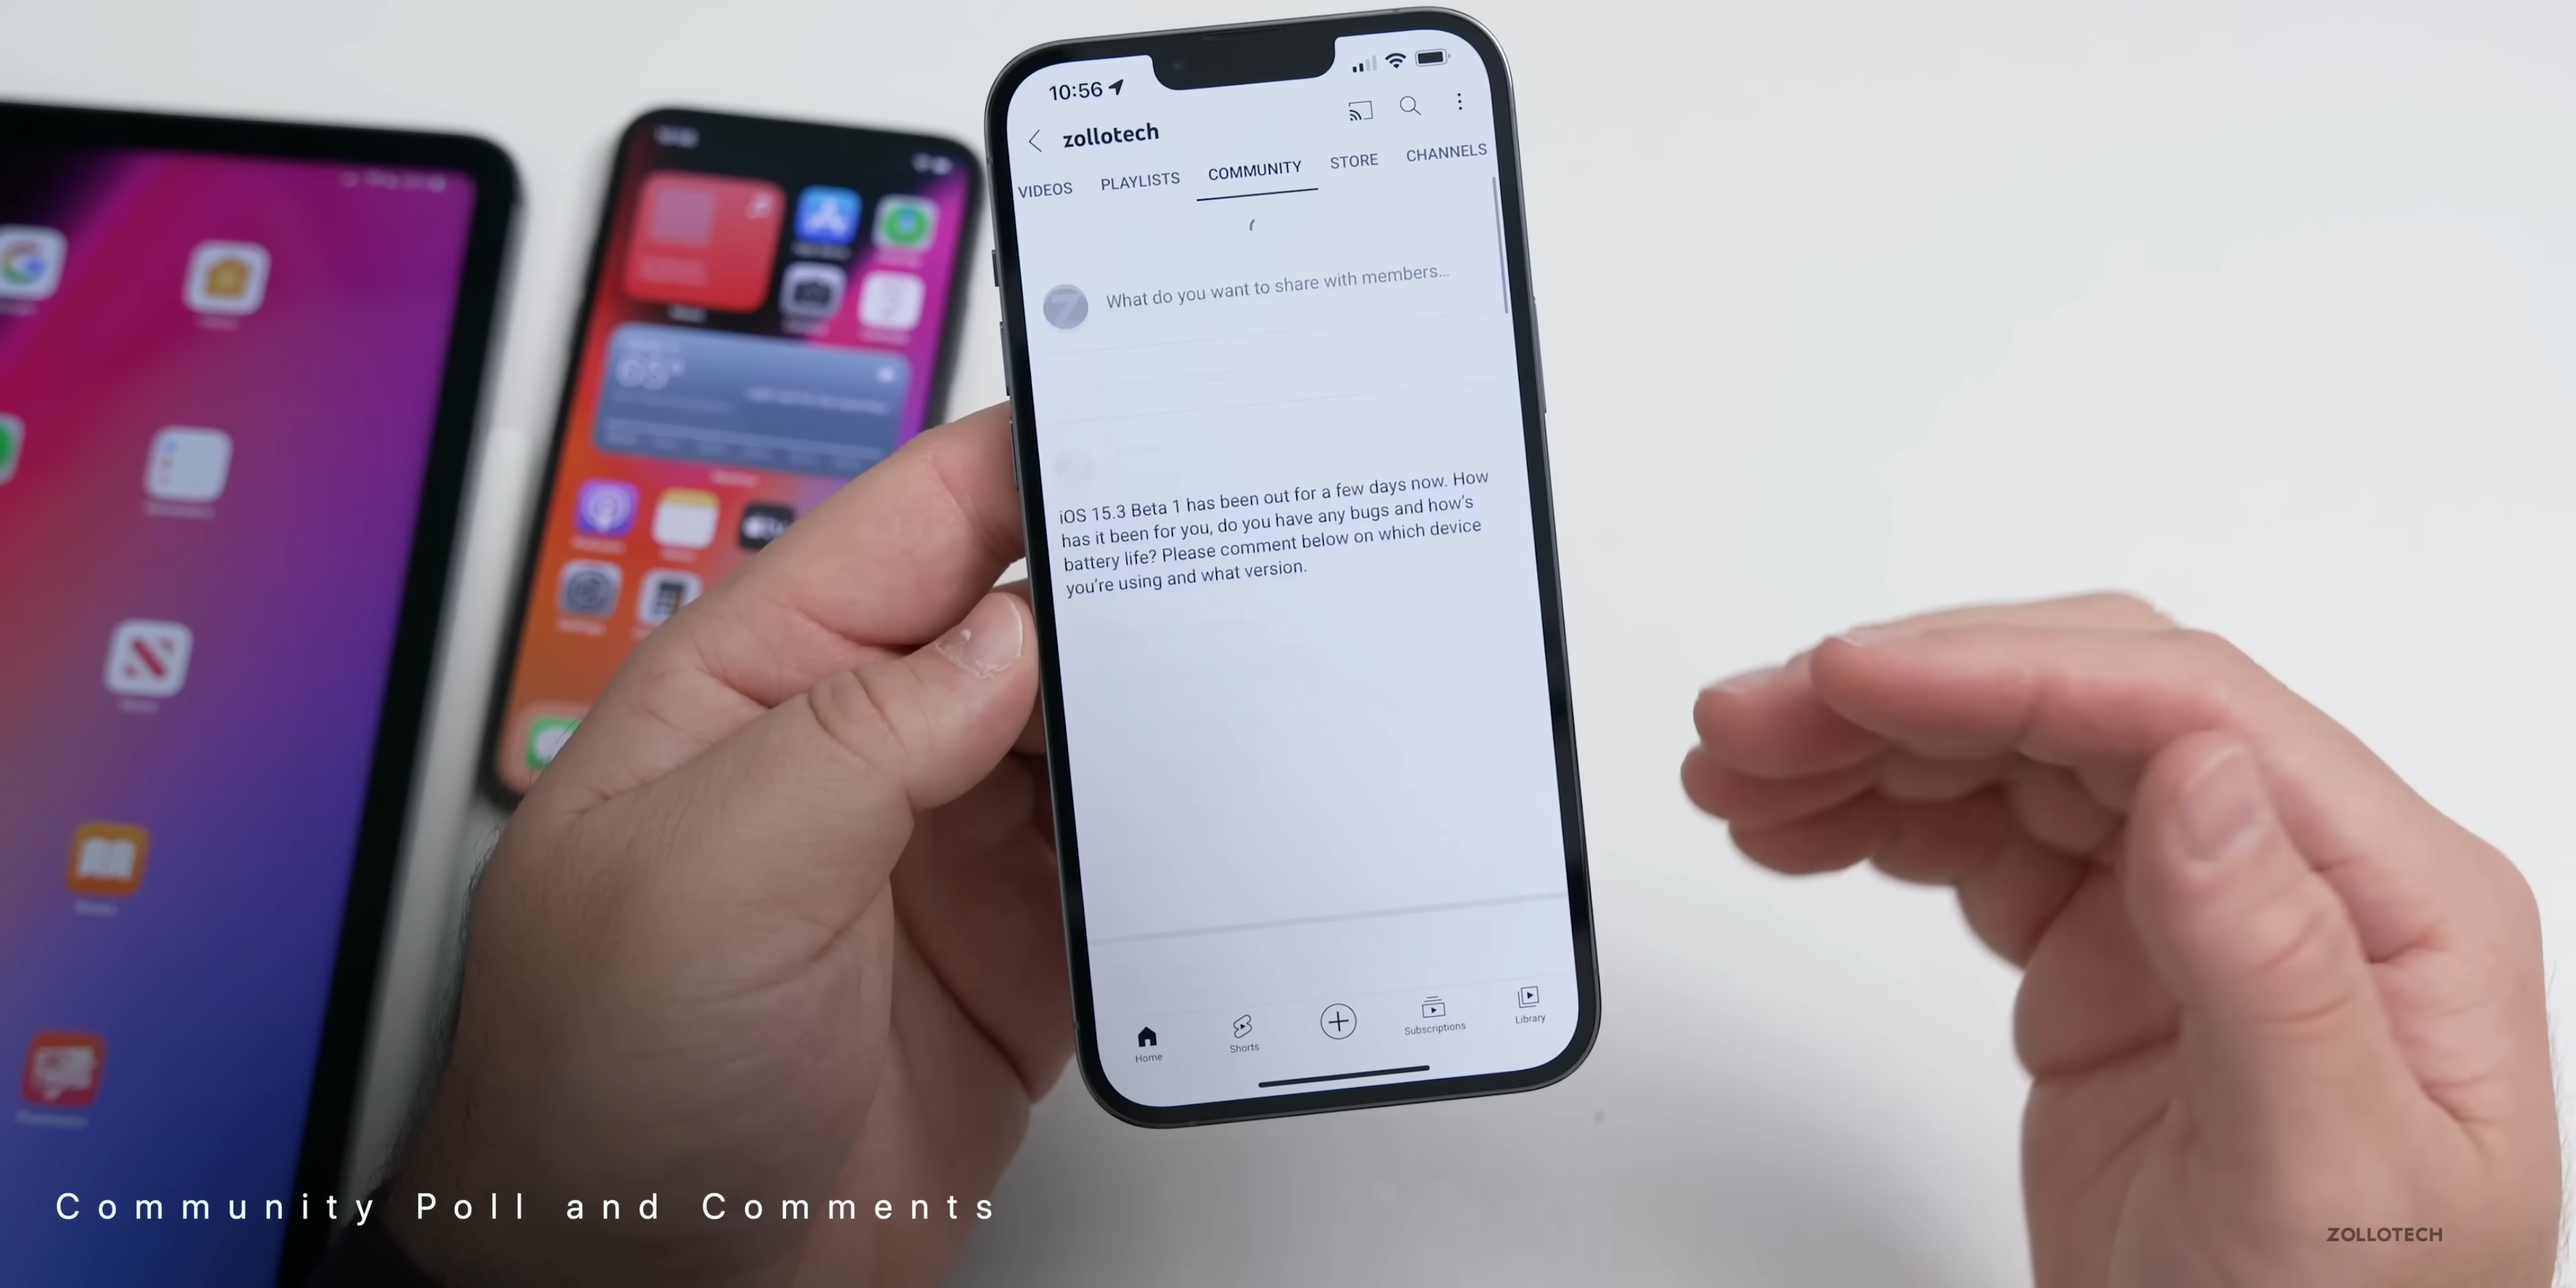 10:56
zollotech
VIDEOS PLAYLISTS COMMUNITY STORE CHANNELS
What do you want to share with members...
iOS 15.3 Beta 1 has been out for a few days now. How
has it been for you, do you have any bugs and how's
battery life? Please comment below on which device
you're using and what version.
Home Shorts Subscriptions Library
Community Poll and Comments
ZOLLOTECH